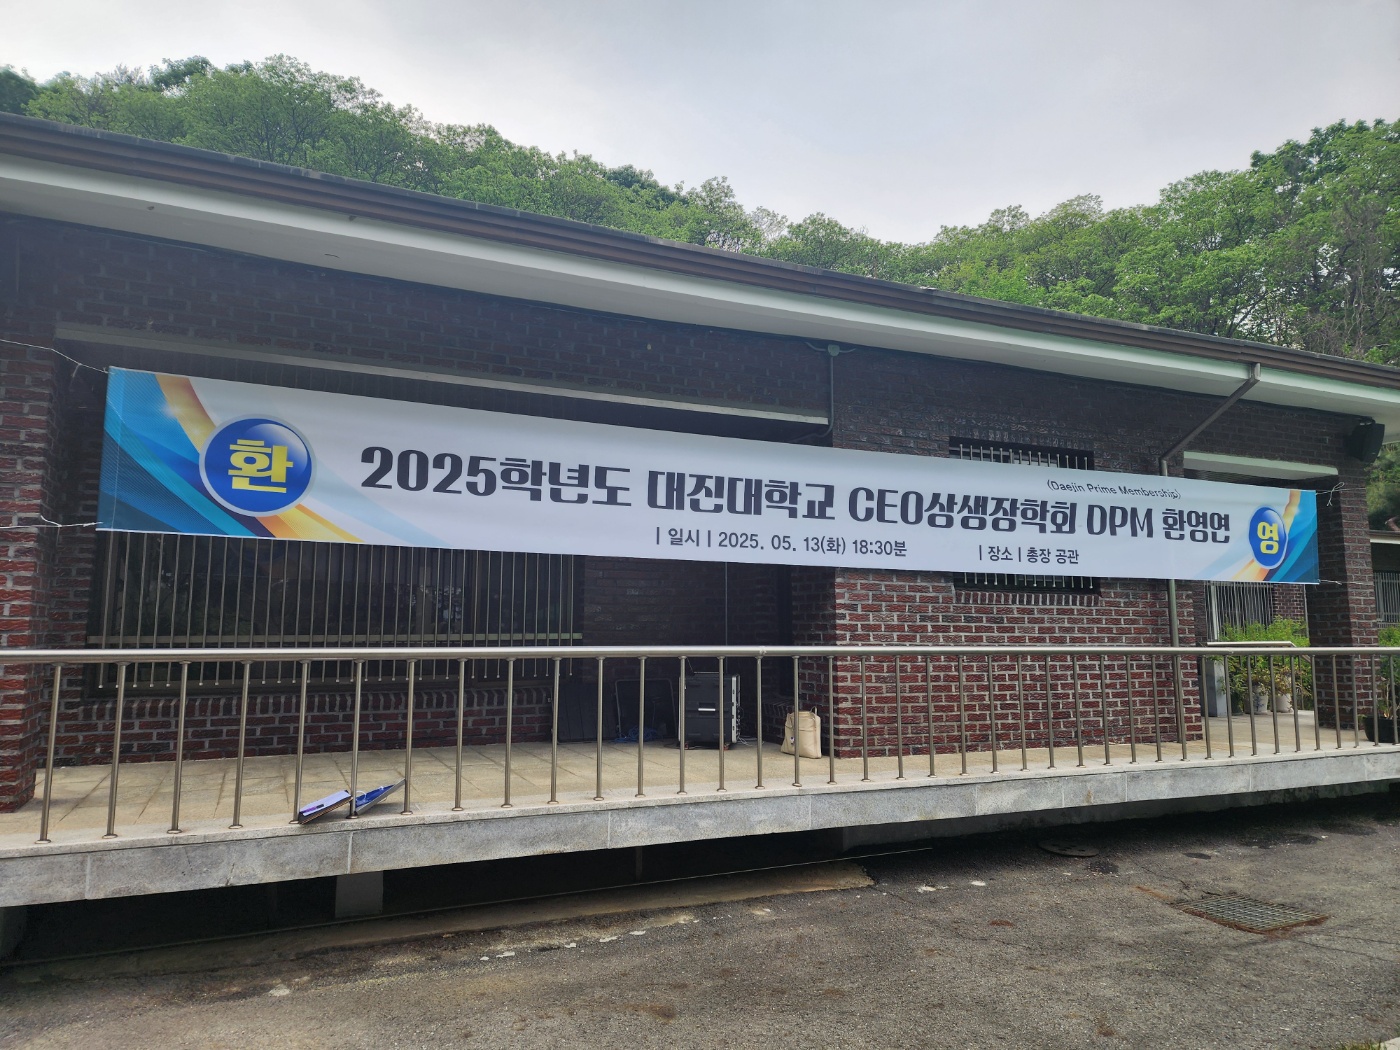 환
(Daejin Prime Membership)
2025학년도 대진대학교 CEO상생장학회 DPM 환영연
영
| 일시 | 2025. 05. 13(화) 18:30분 | 장소 | 총장 공관